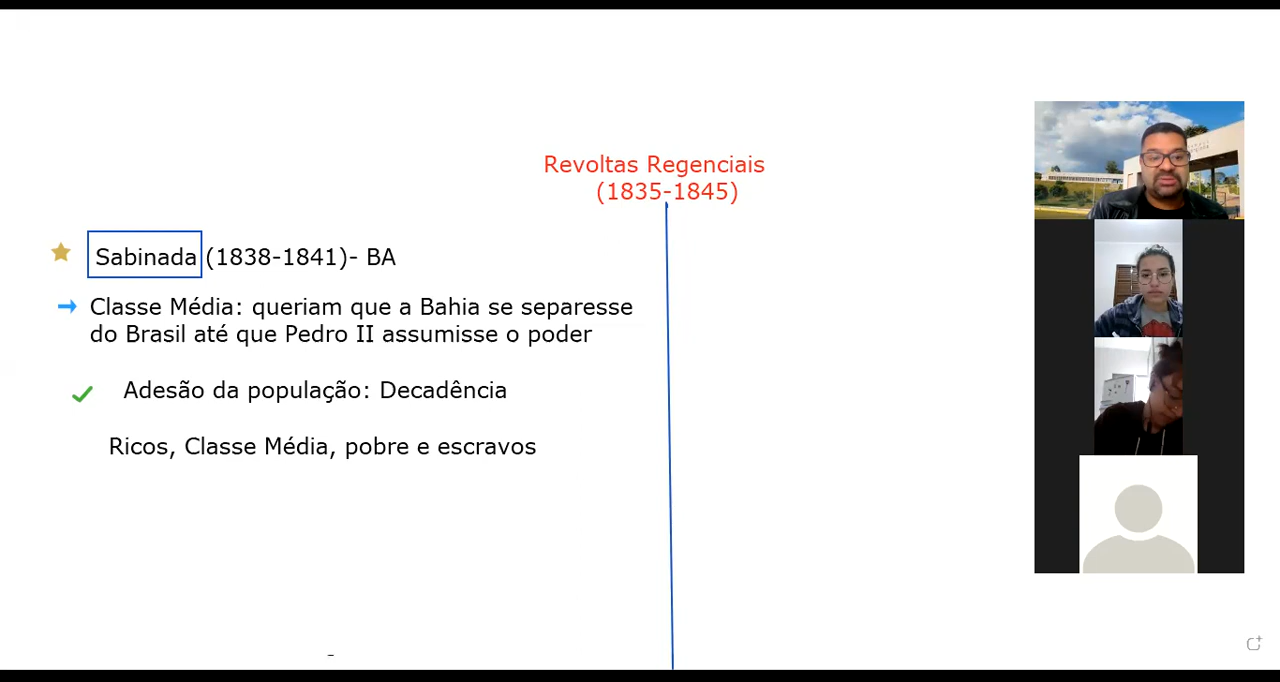 Revoltas Regenciais
(1835-1845)
Sabinada (1838-1841)- BA
Classe Média: queriam que a Bahia se separesse
do Brasil até que Pedro II assumisse o poder
Adesão da população: Decadência
Ricos, Classe Média, pobre e escravos
-